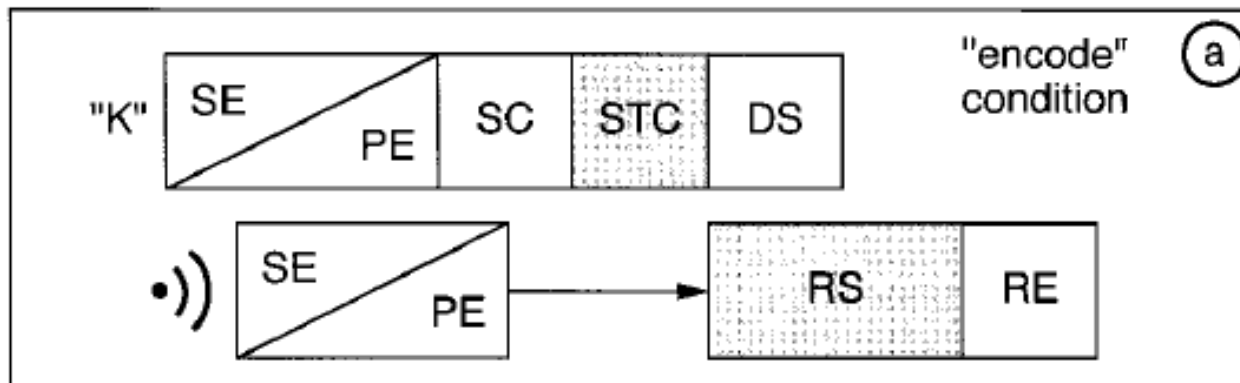 "encode" a
"K" SE PE SC STC DS condition
SE PE RS RE